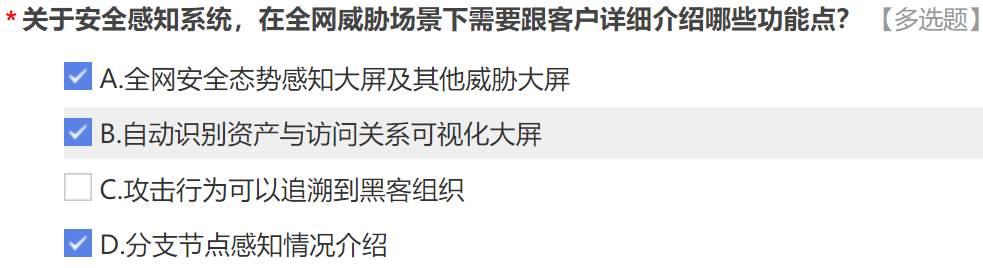 * 关于安全感知系统，在全网威胁场景下需要跟客户详细介绍哪些功能点？ 【多选题】
A.全网安全态势感知大屏及其他威胁大屏
B.自动识别资产与访问关系可视化大屏
C.攻击行为可以追溯到黑客组织
D.分支节点感知情况介绍